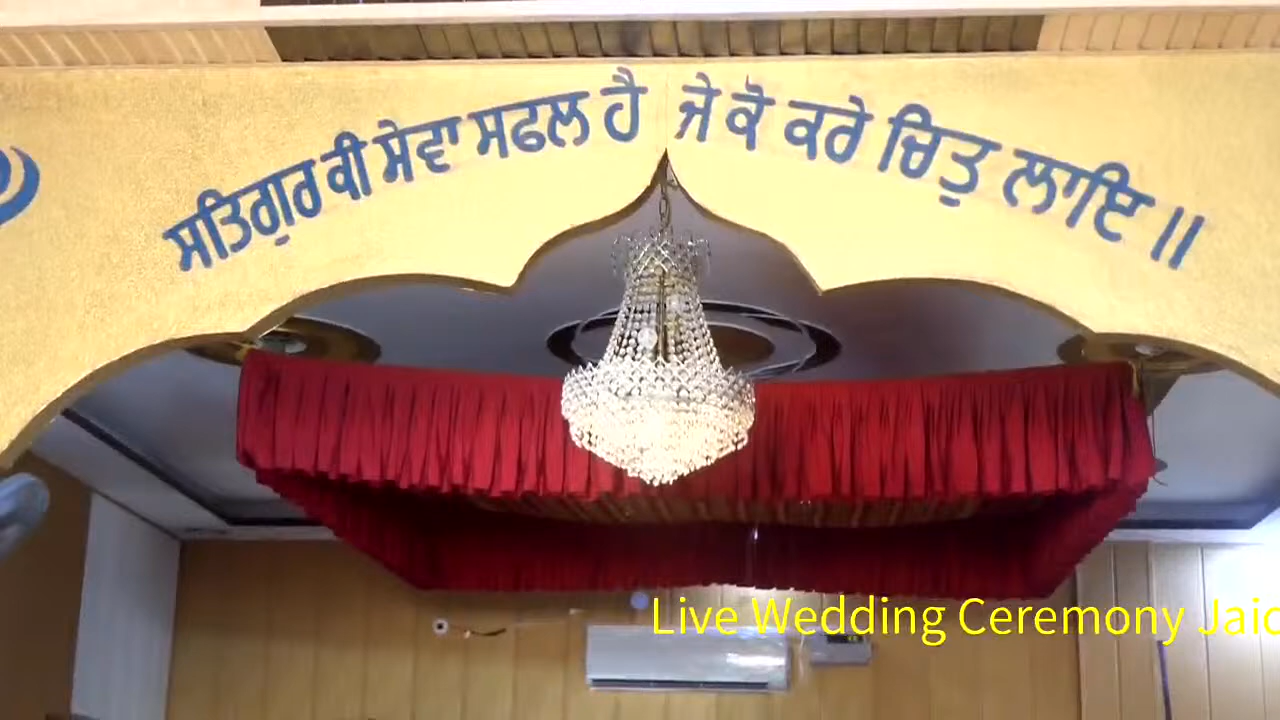 ਸਤਿਗੁਰ ਕੀ ਸੇਵਾ ਸਫਲ ਹੈ ਜੇ ਕੋ ਕਰੇ ਚਿਤੁ ਲਾਇ ॥
Live Wedding Ceremony